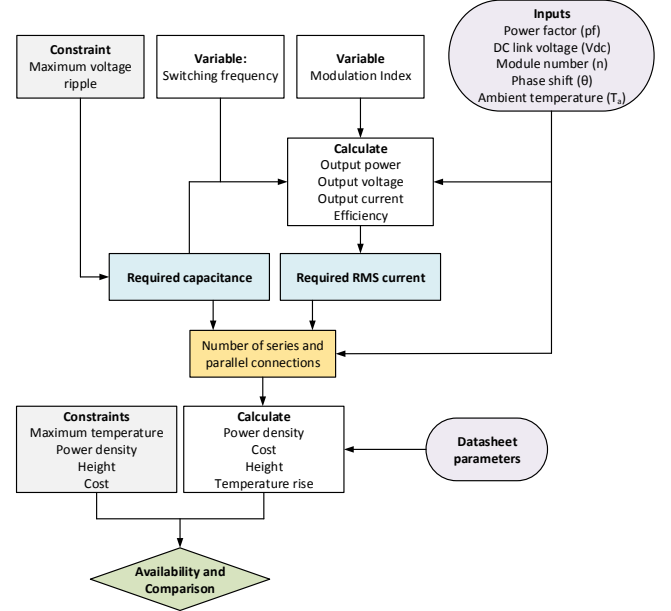 Constraint
Maximum voltage
ripple
Variable:
Switching frequency
Variable
Modulation Index
Inputs
Power factor (pf)
DC link voltage (Vdc)
Module number (n)
Phase shift (θ)
Ambient temperature (Tₐ)
Calculate
Output power
Output voltage
Output current
Efficiency
Required capacitance
Required RMS current
Number of series and
parallel connections
Constraints
Maximum temperature
Power density
Height
Cost
Calculate
Power density
Cost
Height
Temperature rise
Datasheet
parameters
Availability and
Comparison